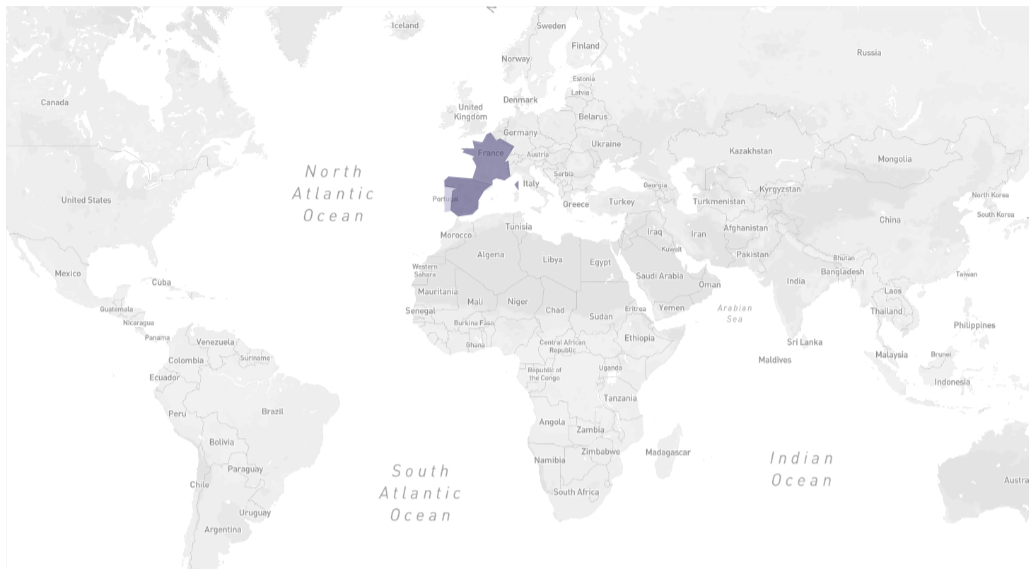 Iceland
Sweden
Finland
Russia
Norway
Estonia
Latvia
Canada
Denmark
United
Kingdom
Belarus
Germany
Ukraine
France
Austria
Kazakhstan
Mongolia
Serbia
North
Atlantic
Ocean
Italy
Georgia
Kyrgyzstan
North Korea
United States
Portugal
Greece
Turkey
Turkmenistan
South Korea
China
Tunisia
Morocco
Iraq
Iran
Afghanistan
Algeria
Libya
Egypt
Kuwait
Pakistan
Bhutan
Western
Sahara
Mexico
Saudi Arabia
Bangladesh
Taiwan
Cuba
Oman
India
Mauritania
Laos
Mali
Niger
Chad
Eritrea
Yemen
Arabian
Sea
Guatemala
Senegal
Sudan
Thailand
Nicaragua
Burkina Faso
Philippines
Panama
Venezuela
Ghana
Central African
Republic
Ethiopia
Sri Lanka
Colombia
Suriname
Maldives
Malaysia
Brunei
Ecuador
Republic of
the Congo
Uganda
Indonesia
Peru
Brazil
Tanzania
Angola
Zambia
Bolivia
Zimbabwe
Madagascar
Namibia
Indian
Ocean
Paraguay
South
Atlantic
Ocean
Chile
South Africa
Austra
Uruguay
Argentina